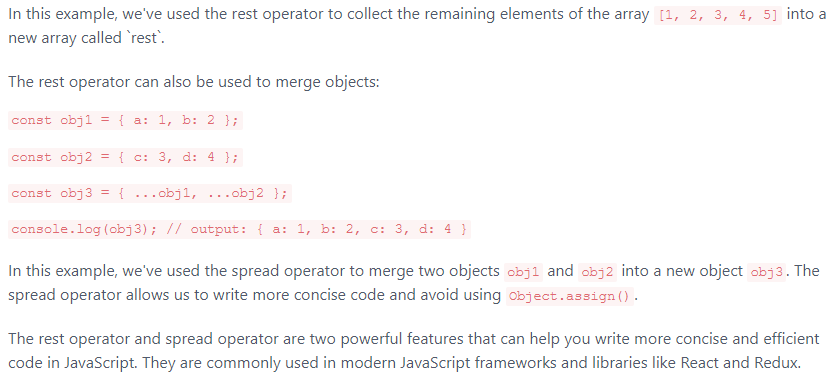 In this example, we've used the rest operator to collect the remaining elements of the array [1, 2, 3, 4, 5] into a
new array called `rest`.
The rest operator can also be used to merge objects:
const obj1 = { a: 1, b: 2 };
const obj2 = { c: 3, d: 4 };
const obj3 = { ...obj1, ...obj2 };
console.log(obj3); // output: { a: 1, b: 2, c: 3, d: 4 }
In this example, we've used the spread operator to merge two objects obj1 and obj2 into a new object obj3. The
spread operator allows us to write more concise code and avoid using Object.assign().
The rest operator and spread operator are two powerful features that can help you write more concise and efficient
code in JavaScript. They are commonly used in modern JavaScript frameworks and libraries like React and Redux.